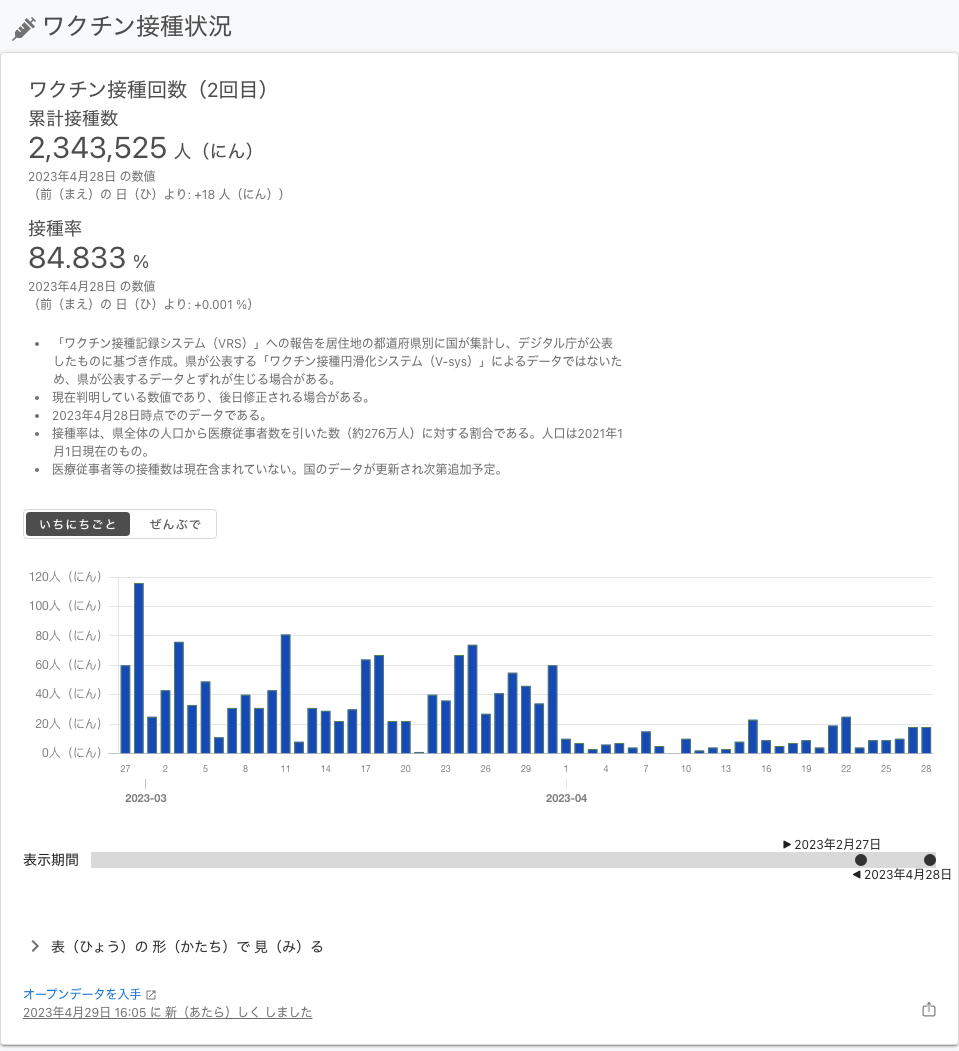 ワクチン接種状況
ワクチン接種回数（2回目）
累計接種数
2,343,525 人（にん）
2023年4月28日 の数値
（前（まえ）の 日（ひ）より: +18 人（にん））
接種率
84.833 %
2023年4月28日 の数値
（前（まえ）の 日（ひ）より: +0.001 %）
• 「ワクチン接種記録システム（VRS）」への報告を居住地の都道府県別に国が集計し、デジタル庁が公表
したものに基づき作成。県が公表する「ワクチン接種円滑化システム（V-sys）」によるデータではないた
め、県が公表するデータとずれが生じる場合がある。
• 現在判明している数値であり、後日修正される場合がある。
• 2023年4月28日時点でのデータである。
• 接種率は、県全体の人口から医療従事者数を引いた数（約276万人）に対する割合である。人口は2021年1
月1日現在のもの。
• 医療従事者等の接種数は現在含まれていない。国のデータが更新され次第追加予定。
いちにちごと ぜんぶで
120人（にん）
100人（にん）
80人（にん）
60人（にん）
40人（にん）
20人（にん）
0人（にん）
27 2 5 8 11 14 17 20 23 26 29 1 4 7 10 13 16 19 22 25 28
2023-03 2023-04
2023年2月27日
表示期間
2023年4月28日
表（ひょう）の 形（かたち）で 見（み）る
オープンデータを入手
2023年4月29日 16:05 に 新（あたら）しく しました